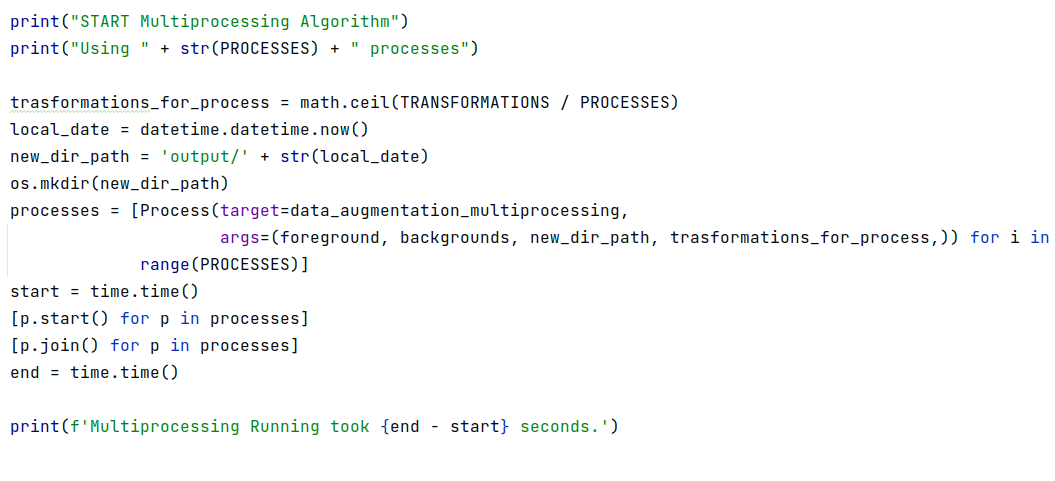 print("START Multiprocessing Algorithm")
print("Using " + str(PROCESSES) + " processes")
trasformations_for_process = math.ceil(TRANSFORMATIONS / PROCESSES)
local_date = datetime.datetime.now()
new_dir_path = 'output/' + str(local_date)
os.mkdir(new_dir_path)
processes = [Process(target=data_augmentation_multiprocessing,
args=(foreground, backgrounds, new_dir_path, trasformations_for_process,)) for i in
range(PROCESSES)]
start = time.time()
[p.start() for p in processes]
[p.join() for p in processes]
end = time.time()
print(f'Multiprocessing Running took {end - start} seconds.')